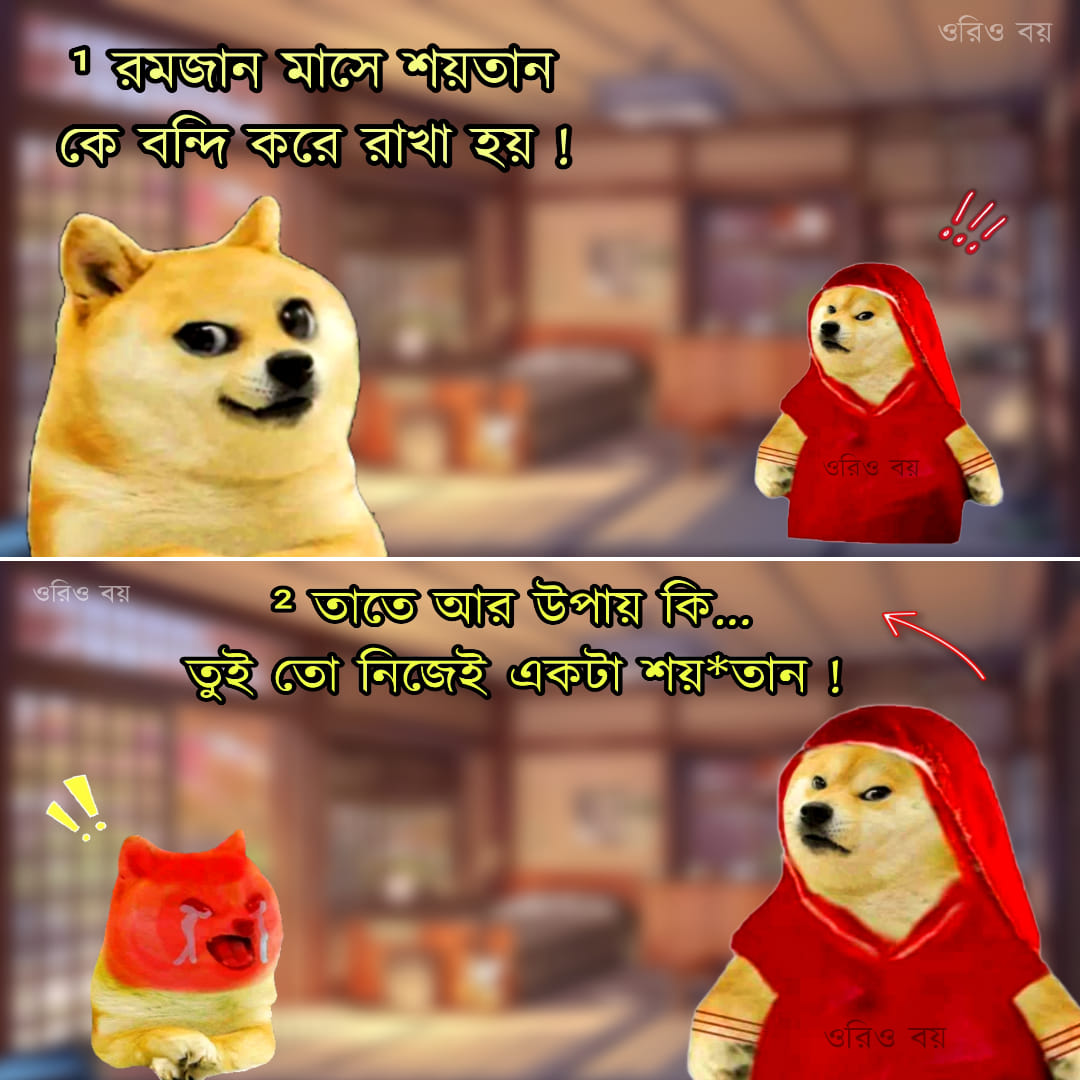 ওরিও বয়
¹ রমজান মাসে শয়তান
কে বন্দি করে রাখা হয় !
ওরিও বয়
ওরিও বয়
² তাতে আর উপায় কি...
তুই তো নিজেই একটা শয়*তান !
ওরিও বয়